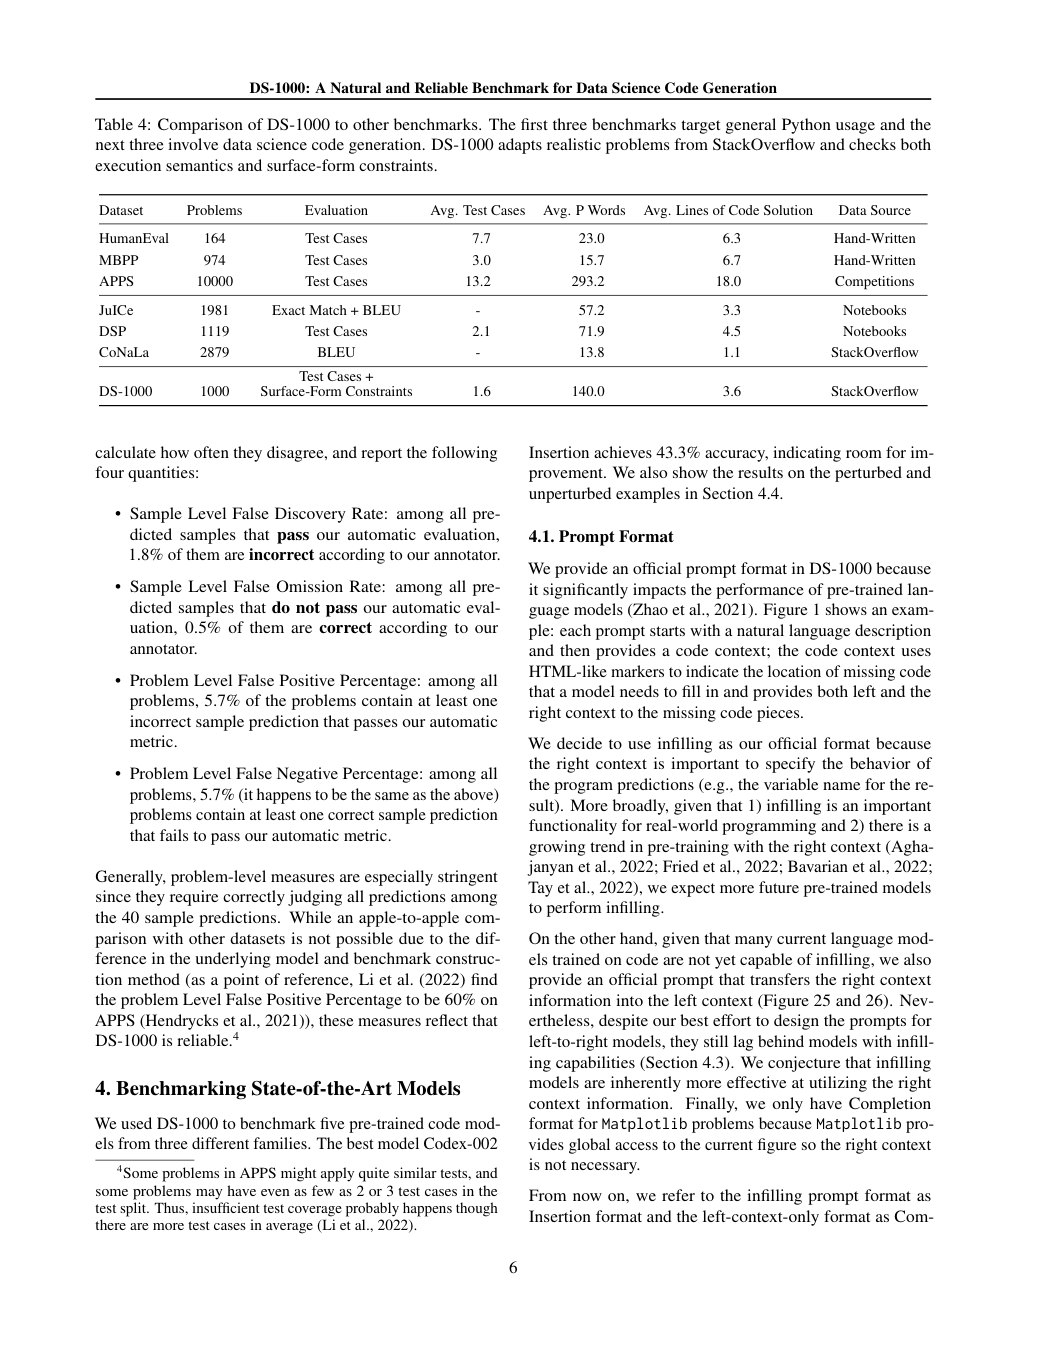 DS-1000: A Natural and Reliable Benchmark for Data Science Code Generation
Table 4: Comparison of DS-1000 to other benchmarks. The first three benchmarks target general Python usage and the
next three involve data science code generation. DS-1000 adapts realistic problems from StackOverflow and checks both
execution semantics and surface-form constraints.
Dataset Problems Evaluation Avg. Test Cases Avg. P Words Avg. Lines of Code Solution Data Source
HumanEval 164 Test Cases 7.7 23.0 6.3 Hand-Written
MBPP 974 Test Cases 3.0 15.7 6.7 Hand-Written
APPS 10000 Test Cases 13.2 293.2 18.0 Competitions
JuICe 1981 Exact Match + BLEU - 57.2 3.3 Notebooks
DSP 1119 Test Cases 2.1 71.9 4.5 Notebooks
CoNaLa 2879 BLEU - 13.8 1.1 StackOverflow
Test Cases +
DS-1000 1000 Surface-Form Constraints 1.6 140.0 3.6 StackOverflow
calculate how often they disagree, and report the following
four quantities:
• Sample Level False Discovery Rate: among all pre-
dicted samples that pass our automatic evaluation,
1.8% of them are incorrect according to our annotator.
• Sample Level False Omission Rate: among all pre-
dicted samples that do not pass our automatic eval-
uation, 0.5% of them are correct according to our
annotator.
• Problem Level False Positive Percentage: among all
problems, 5.7% of the problems contain at least one
incorrect sample prediction that passes our automatic
metric.
• Problem Level False Negative Percentage: among all
problems, 5.7% (it happens to be the same as the above)
problems contain at least one correct sample prediction
that fails to pass our automatic metric.
Generally, problem-level measures are especially stringent
since they require correctly judging all predictions among
the 40 sample predictions. While an apple-to-apple com-
parison with other datasets is not possible due to the dif-
ference in the underlying model and benchmark construc-
tion method (as a point of reference, Li et al. (2022) find
the problem Level False Positive Percentage to be 60% on
APPS (Hendrycks et al., 2021)), these measures reflect that
DS-1000 is reliable.4
4. Benchmarking State-of-the-Art Models
We used DS-1000 to benchmark five pre-trained code mod-
els from three different families. The best model Codex-002
4Some problems in APPS might apply quite similar tests, and
some problems may have even as few as 2 or 3 test cases in the
test split. Thus, insufficient test coverage probably happens though
there are more test cases in average (Li et al., 2022).
Insertion achieves 43.3% accuracy, indicating room for im-
provement. We also show the results on the perturbed and
unperturbed examples in Section 4.4.
4.1. Prompt Format
We provide an official prompt format in DS-1000 because
it significantly impacts the performance of pre-trained lan-
guage models (Zhao et al., 2021). Figure 1 shows an exam-
ple: each prompt starts with a natural language description
and then provides a code context; the code context uses
HTML-like markers to indicate the location of missing code
that a model needs to fill in and provides both left and the
right context to the missing code pieces.
We decide to use infilling as our official format because
the right context is important to specify the behavior of
the program predictions (e.g., the variable name for the re-
sult). More broadly, given that 1) infilling is an important
functionality for real-world programming and 2) there is a
growing trend in pre-training with the right context (Agha-
janyan et al., 2022; Fried et al., 2022; Bavarian et al., 2022;
Tay et al., 2022), we expect more future pre-trained models
to perform infilling.
On the other hand, given that many current language mod-
els trained on code are not yet capable of infilling, we also
provide an official prompt that transfers the right context
information into the left context (Figure 25 and 26). Nev-
ertheless, despite our best effort to design the prompts for
left-to-right models, they still lag behind models with infill-
ing capabilities (Section 4.3). We conjecture that infilling
models are inherently more effective at utilizing the right
context information. Finally, we only have Completion
format for Matplotlib problems because Matplotlib pro-
vides global access to the current figure so the right context
is not necessary.
From now on, we refer to the infilling prompt format as
Insertion format and the left-context-only format as Com-
6